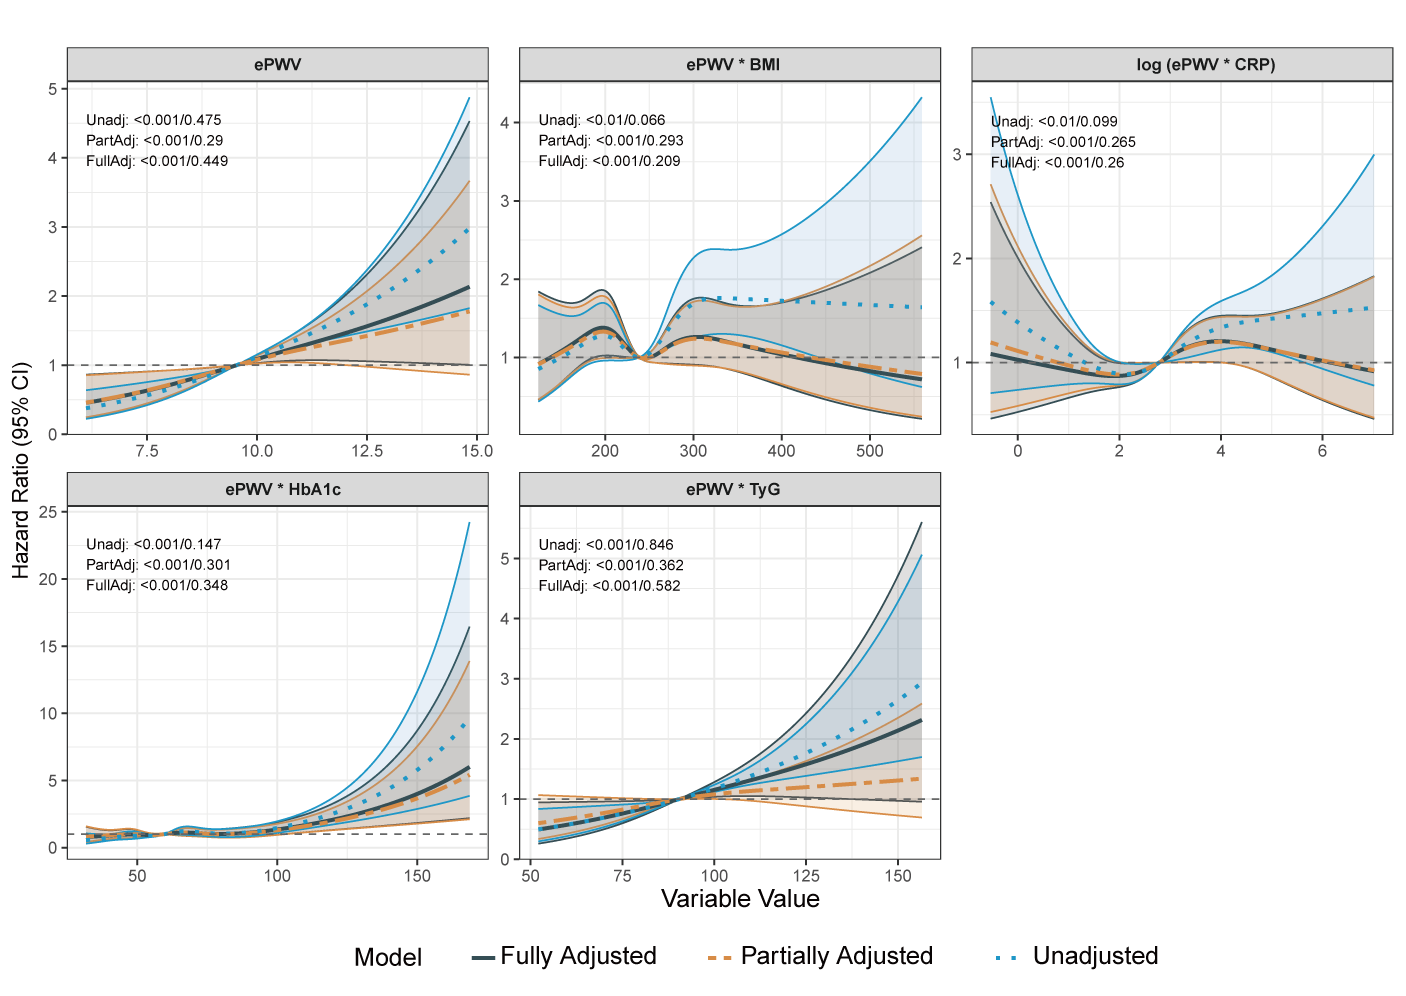 ePWV
ePWV * BMI
log (ePWV * CRP)
Unadj: <0.001/0.475
PartAdj: <0.001/0.29
FullAdj: <0.001/0.449
Unadj: <0.01/0.066
PartAdj: <0.001/0.293
FullAdj: <0.001/0.209
Unadj: <0.01/0.099
PartAdj: <0.001/0.265
FullAdj: <0.001/0.26
5
4
3
2
1
0
4
3
2
1
3
2
1
7.5 10.0 12.5 15.0
200 300 400 500
0 2 4 6
Hazard Ratio (95% CI)
ePWV * HbA1c
ePWV * TyG
Unadj: <0.001/0.147
PartAdj: <0.001/0.301
FullAdj: <0.001/0.348
Unadj: <0.001/0.846
PartAdj: <0.001/0.362
FullAdj: <0.001/0.582
25
20
15
10
5
0
5
4
3
2
1
0
50 100 150
50 75 100 125 150
Variable Value
Model Fully Adjusted Partially Adjusted Unadjusted